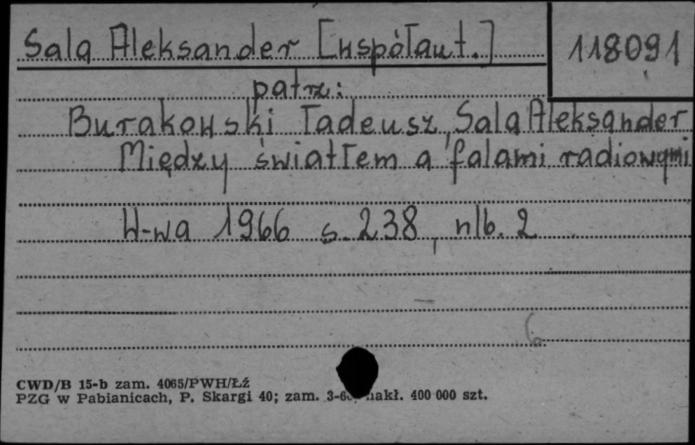 Sala Aleksander [współaut.]
118091
patrz:
Burakowski Tadeusz, Sala Aleksander
Między światłem a falami radiowymi
W-wa 1966 s. 238, nlb. 2
6
CWD/B 15-b zam. 4065/PWH/Łź
PZG w Pabianicach, P. Skargi 40; zam. nakł. 400 000 szt.